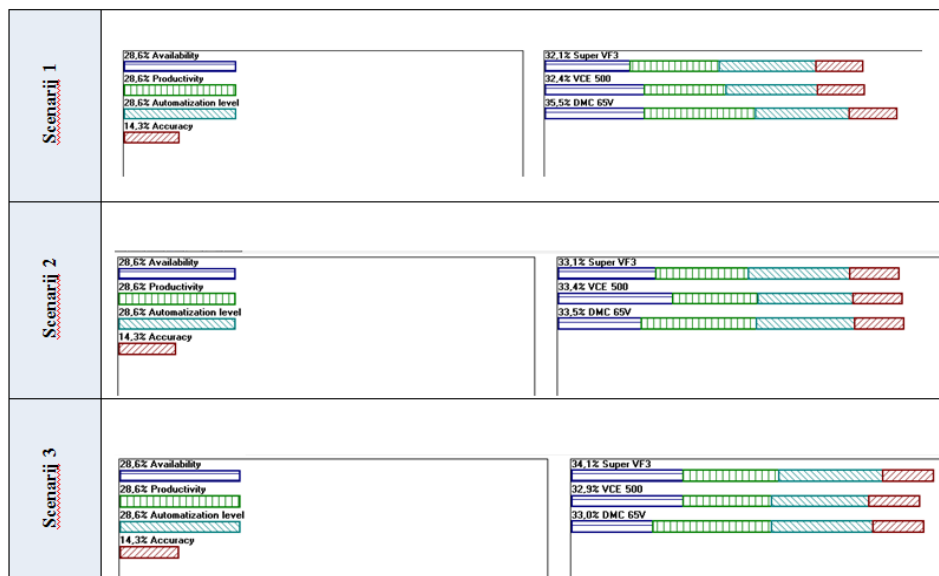 Scenarij 1
28,6% Availability
28,6% Productivity
28,6% Automatization level
14,3% Accuracy
32,1% Super VF3
32,4% VCE 500
35,5% DMC 65V
Scenarij 2
28,6% Availability
28,6% Productivity
28,6% Automatization level
14,3% Accuracy
33,1% Super VF3
33,4% VCE 500
33,5% DMC 65V
Scenarij 3
28,6% Availability
28,6% Productivity
28,6% Automatization level
14,3% Accuracy
34,1% Super VF3
32,9% VCE 500
33,0% DMC 65V